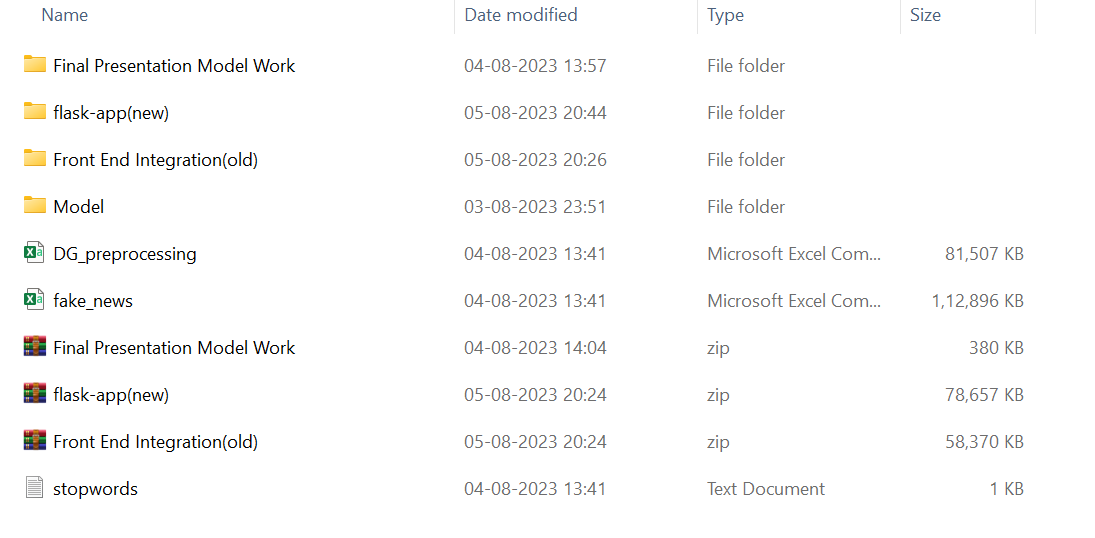 Name Date modified Type Size
Final Presentation Model Work 04-08-2023 13:57 File folder
flask-app(new) 05-08-2023 20:44 File folder
Front End Integration(old) 05-08-2023 20:26 File folder
Model 03-08-2023 23:51 File folder
DG_preprocessing 04-08-2023 13:41 Microsoft Excel Com... 81,507 KB
fake_news 04-08-2023 13:41 Microsoft Excel Com... 1,12,896 KB
Final Presentation Model Work 04-08-2023 14:04 zip 380 KB
flask-app(new) 05-08-2023 20:24 zip 78,657 KB
Front End Integration(old) 05-08-2023 20:24 zip 58,370 KB
stopwords 04-08-2023 13:41 Text Document 1 KB